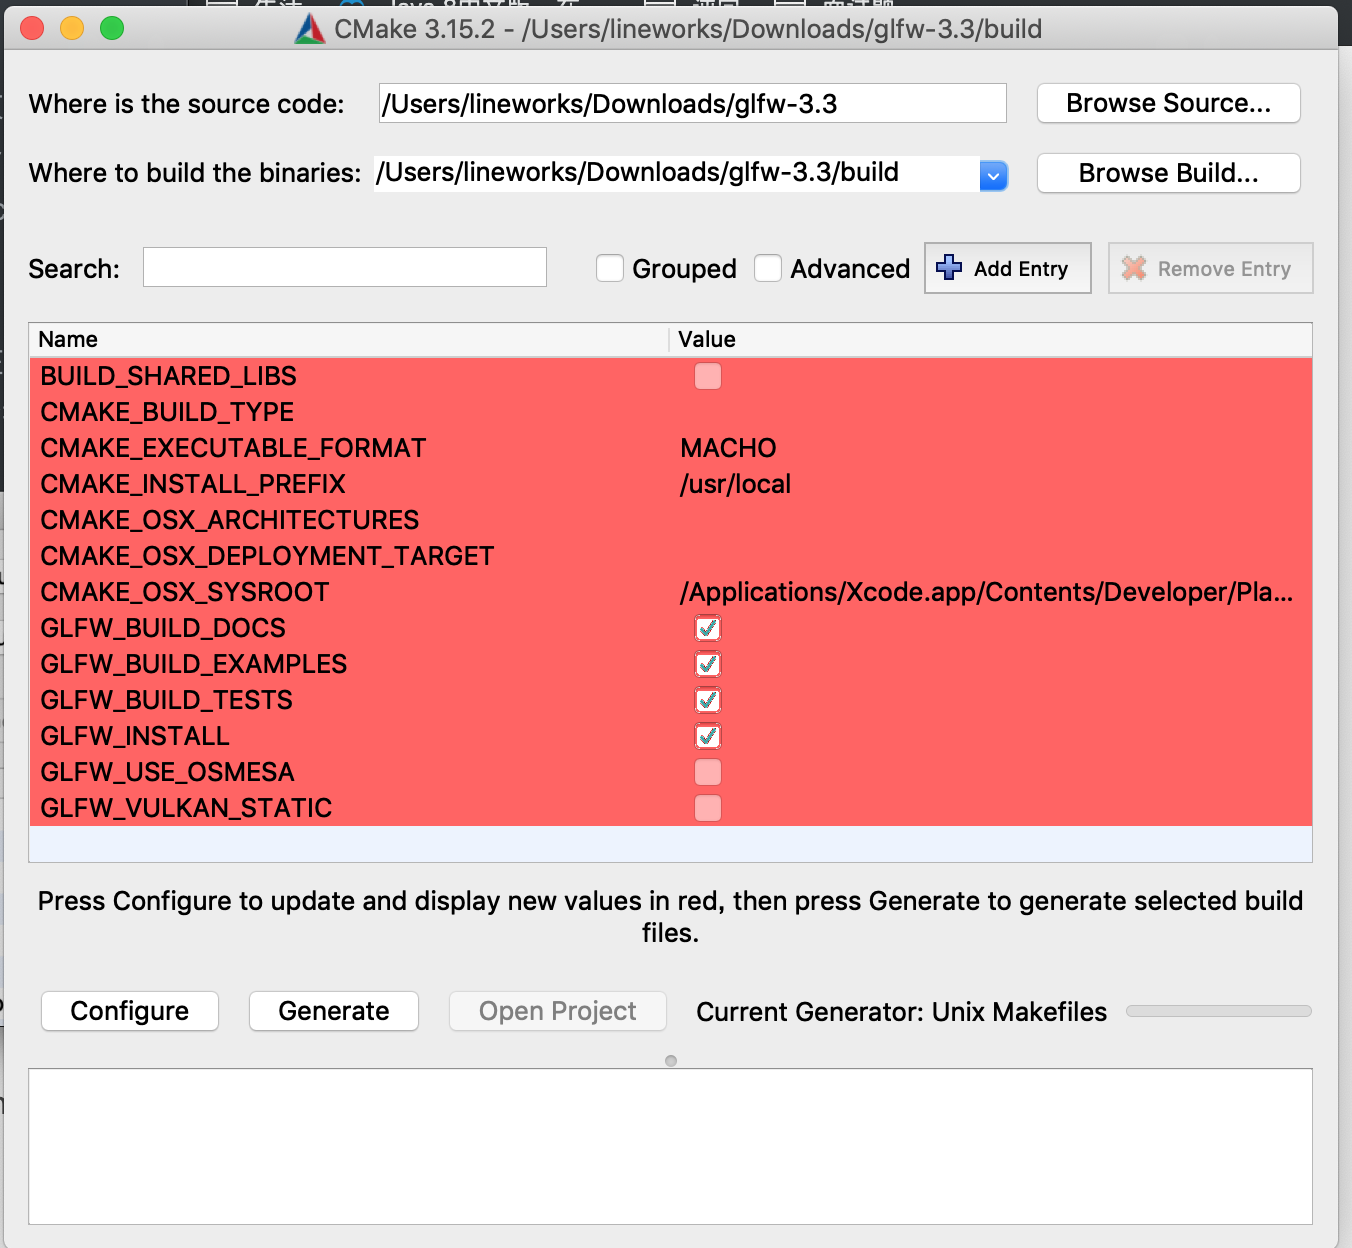 CMake 3.15.2 - /Users/lineworks/Downloads/glfw-3.3/build
Where is the source code: /Users/lineworks/Downloads/glfw-3.3 Browse Source...
Where to build the binaries: /Users/lineworks/Downloads/glfw-3.3/build Browse Build...
Search: Grouped Advanced Add Entry Remove Entry
Name Value
BUILD_SHARED_LIBS
CMAKE_BUILD_TYPE
CMAKE_EXECUTABLE_FORMAT MACHO
CMAKE_INSTALL_PREFIX /usr/local
CMAKE_OSX_ARCHITECTURES
CMAKE_OSX_DEPLOYMENT_TARGET
CMAKE_OSX_SYSROOT /Applications/Xcode.app/Contents/Developer/Pla...
GLFW_BUILD_DOCS
GLFW_BUILD_EXAMPLES
GLFW_BUILD_TESTS
GLFW_INSTALL
GLFW_USE_OSMESA
GLFW_VULKAN_STATIC
Press Configure to update and display new values in red, then press Generate to generate selected build
files.
Configure Generate Open Project Current Generator: Unix Makefiles